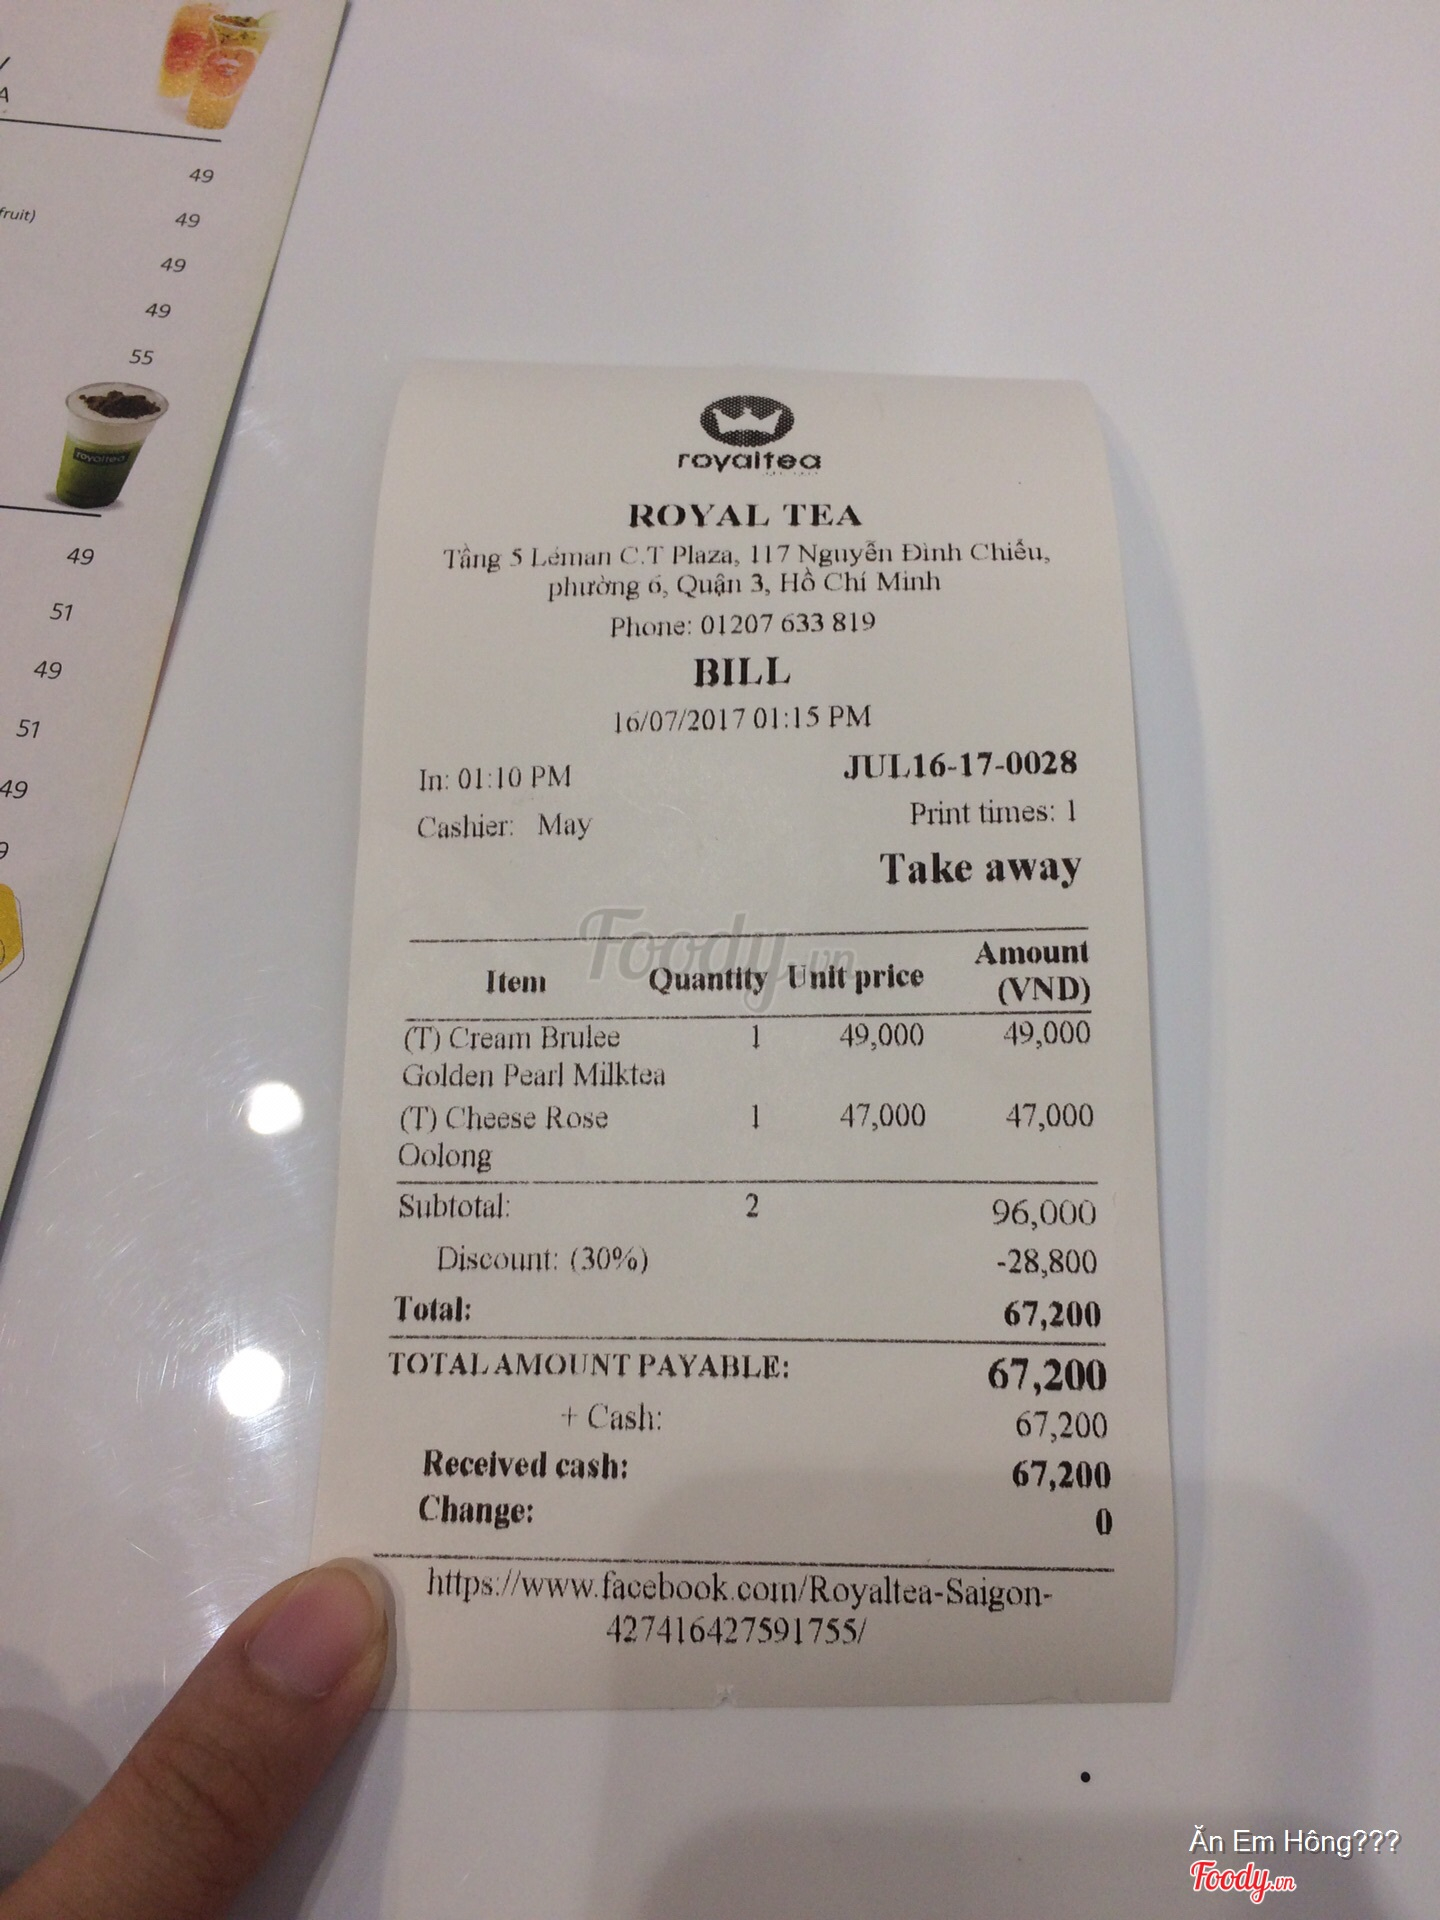 A
49
fruit)
49
49
49
55
royaltea
49
51
49
51
49
9
royaltea
ROYAL TEA
Tầng 5 Léman C.T Plaza, 117 Nguyễn Đình Chiểu,
phường 6, Quận 3, Hồ Chí Minh
Phone: 01207 633 819
BILL
16/07/2017 01:15 PM
In: 01:10 PM JUL16-17-0028
Cashier: May Print times: 1
Take away
Foody.vn
Item Quantity Unit price Amount (VND)
(T) Cream Brulee 1 49,000 49,000
Golden Pearl Milktea
(T) Cheese Rose 1 47,000 47,000
Oolong
Subtotal: 2 96,000
Discount: (30%) -28,800
Total: 67,200
TOTAL AMOUNT PAYABLE: 67,200
+ Cash: 67,200
Received cash: 67,200
Change: 0
https://www.facebook.com/Royaltea-Saigon-
427416427591755/
Ăn Em Hông???
Foody.vn